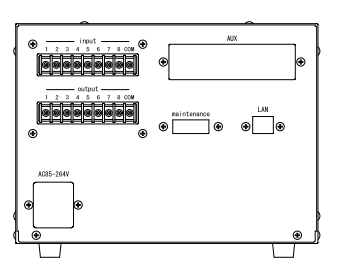 input
1 2 3 4 5 6 7 8 COM
AUX
output
1 2 3 4 5 6 7 8 COM
maintenance
LAN
AC85-264V